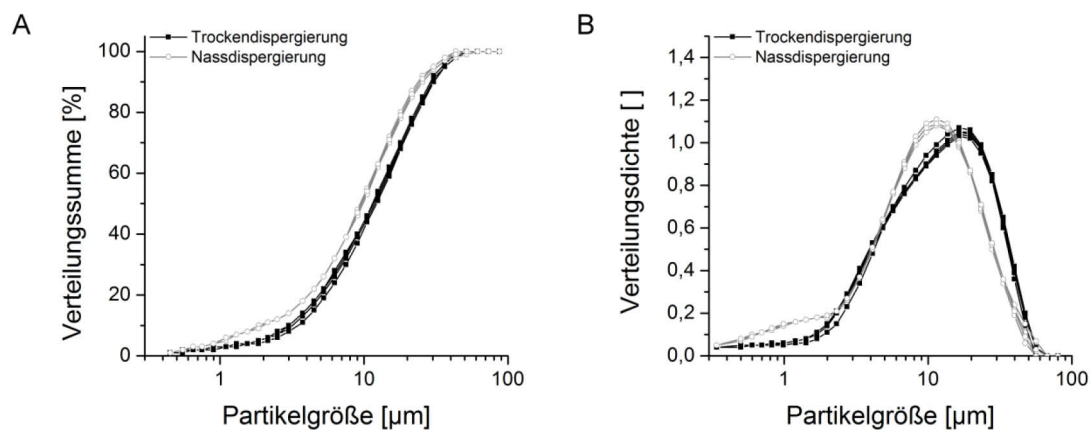 A
Trockendispergierung
Nassdispergierung
100
80
60
40
20
0
Verteilungssumme [%]
1
10
100
Partikelgröße [µm]
B
Trockendispergierung
Nassdispergierung
1,4
1,2
1,0
0,8
0,6
0,4
0,2
0,0
Verteilungsdichte [ ]
1
10
100
Partikelgröße [µm]